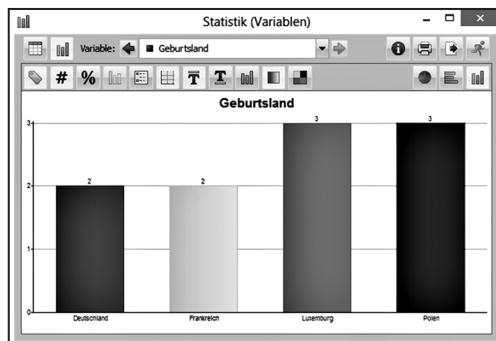 Statistik (Variablen)
Variable: Geburtsland
# % T T
Geburtsland
3
2
1
0
2 2 3 3
Deutschland Frankreich Luxemburg Polen